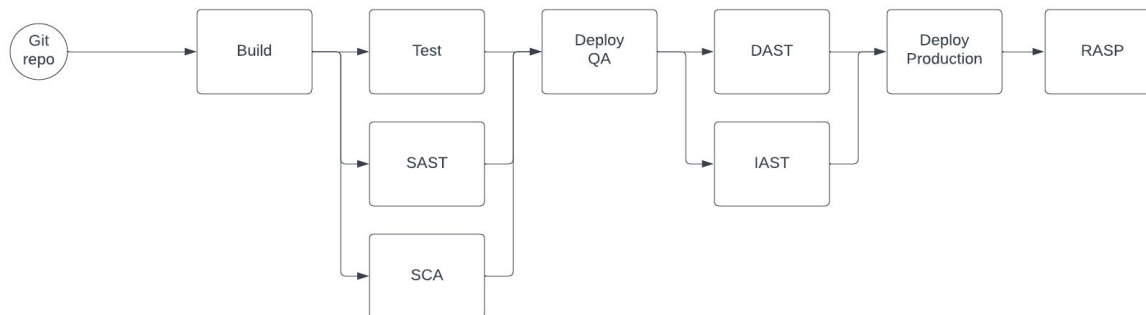 Git
repo
Build
Test
Deploy
QA
DAST
Deploy
Production
RASP
SAST
IAST
SCA